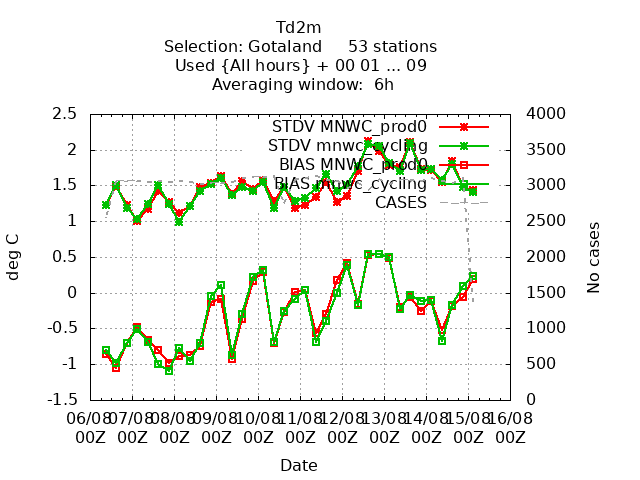 Td2m
Selection: Gotaland 53 stations
Used {All hours} + 00 01 ... 09
Averaging window: 6h
2.5 4000
STDV MNWC_prod0
2 3500
STDV mnwc_cycling
BIAS MNWC_prod0
1.5 3000
BIAS mnwc_cycling
CASES
1 2500
0.5 2000
deg C
No cases
0 1500
-0.5 1000
-1 500
-1.5 0
06/08 07/08 08/08 09/08 10/08 11/08 12/08 13/08 14/08 15/08 16/08
00Z 00Z 00Z 00Z 00Z 00Z 00Z 00Z 00Z 00Z 00Z
Date